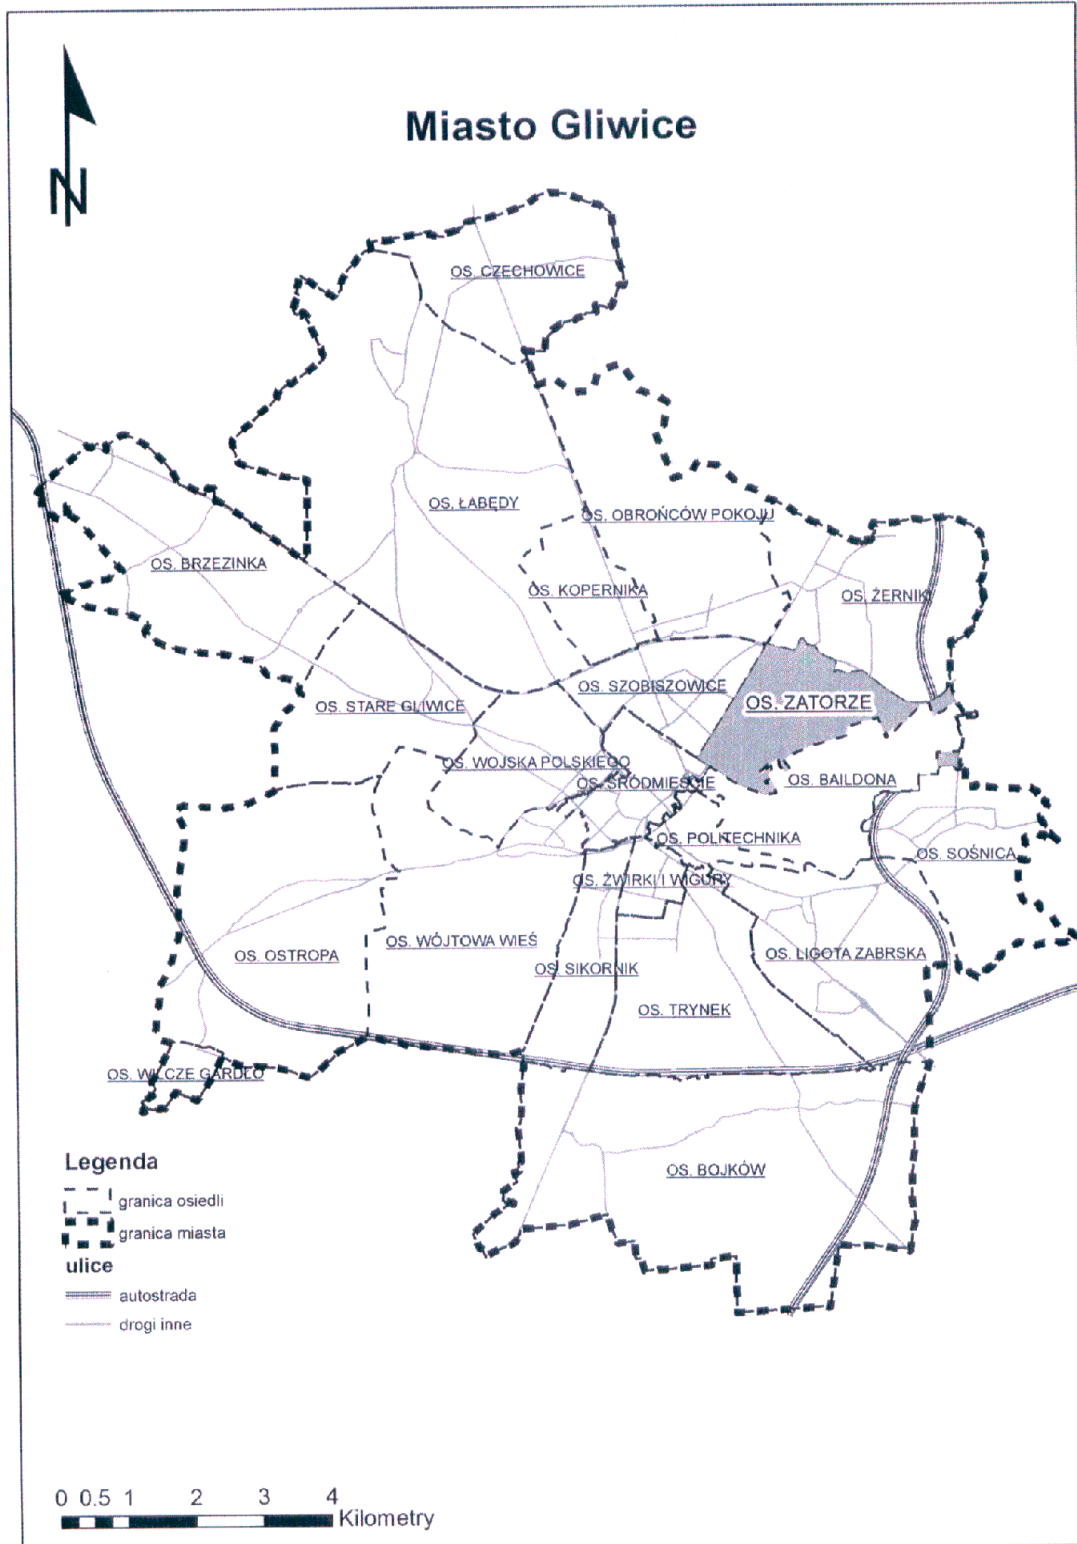 Miasto Gliwice
N
OS. CZECHOWICE
OS. ŁABĘDY
OS. OBROŃCÓW POKOJU
OS. BRZEZINKA
OS. KOPERNIKA
OS. ŻERNIKI
OS. SZOBISZOWICE
OS. ZATORZE
OS. STARE GLIWICE
OS. WOJSKA POLSKIEGO
OS. ŚRÓDMIEŚCIE
OS. BAILDONA
OS. POLITECHNIKA
OS. SOŚNICA
OS. ŻWIRKI I WIGURY
OS. WÓJTOWA WIEŚ
OS. OSTROPA
OS. LIGOTA ZABRSKA
OS. SIKORNIK
OS. TRYNEK
OS. WILCZE GARDŁO
OS. BOJKÓW
Legenda
granica osiedli
granica miasta
ulice
autostrada
drogi inne
0 0.5 1 2 3 4
Kilometry